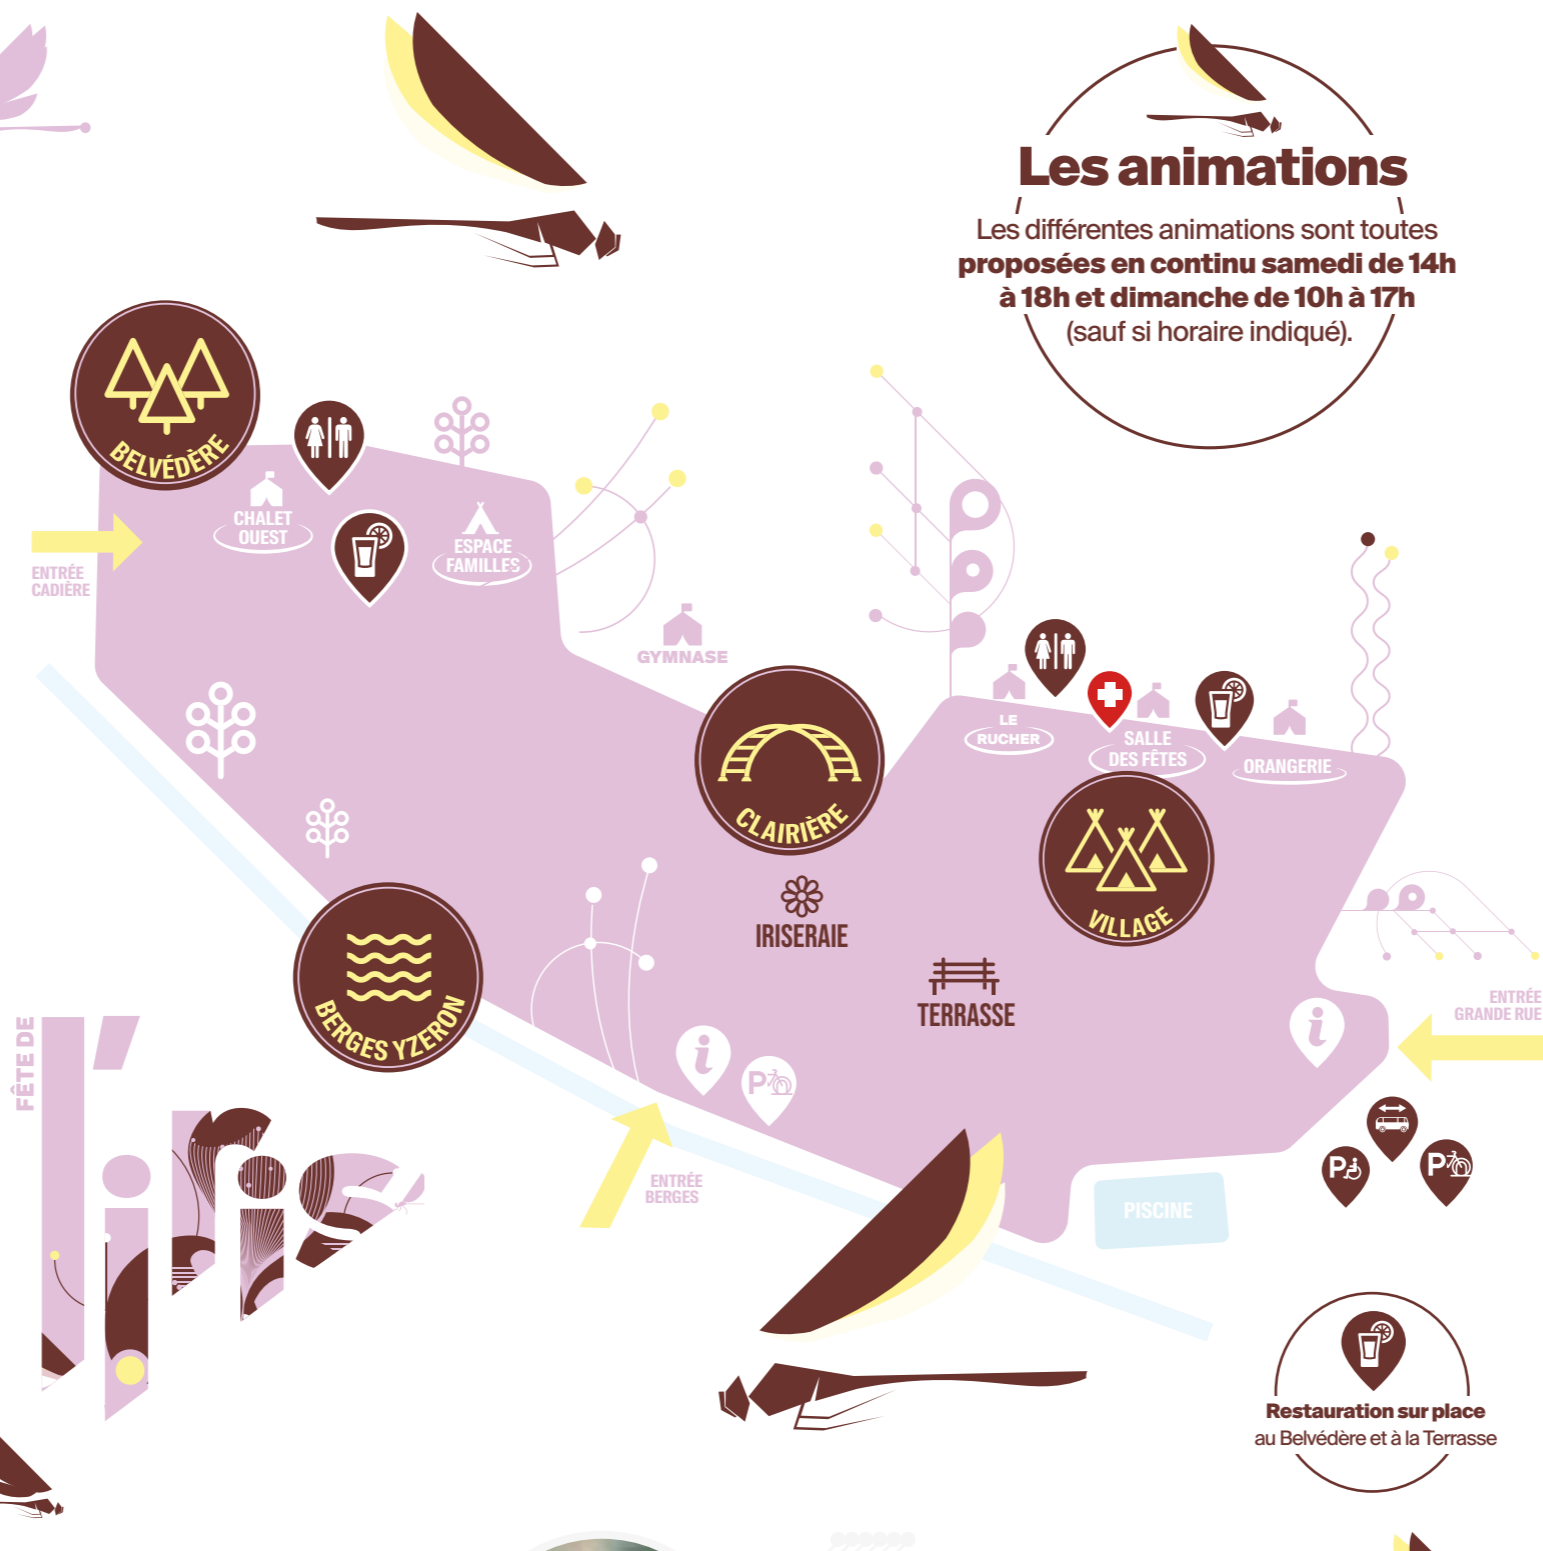 Les animations
Les différentes animations sont toutes
proposées en continu samedi de 14h
à 18h et dimanche de 10h à 17h
(sauf si horaire indiqué).
BELVÉDÈRE
CHALET
OUEST
ESPACE
FAMILLES
ENTRÉE
CADIÈRE
GYMNASE
CLAIRIÈRE
LE
RUCHER
SALLE
DES FÊTES
ORANGERIE
VILLAGE
IRISERAIE
TERRASSE
BERGES YZERON
i
P
i
ENTRÉE
GRANDE RUE
P
P
ENTRÉE
BERGES
PISCINE
FÊTE DE
l'iris
Restauration sur place
au Belvédère et à la Terrasse